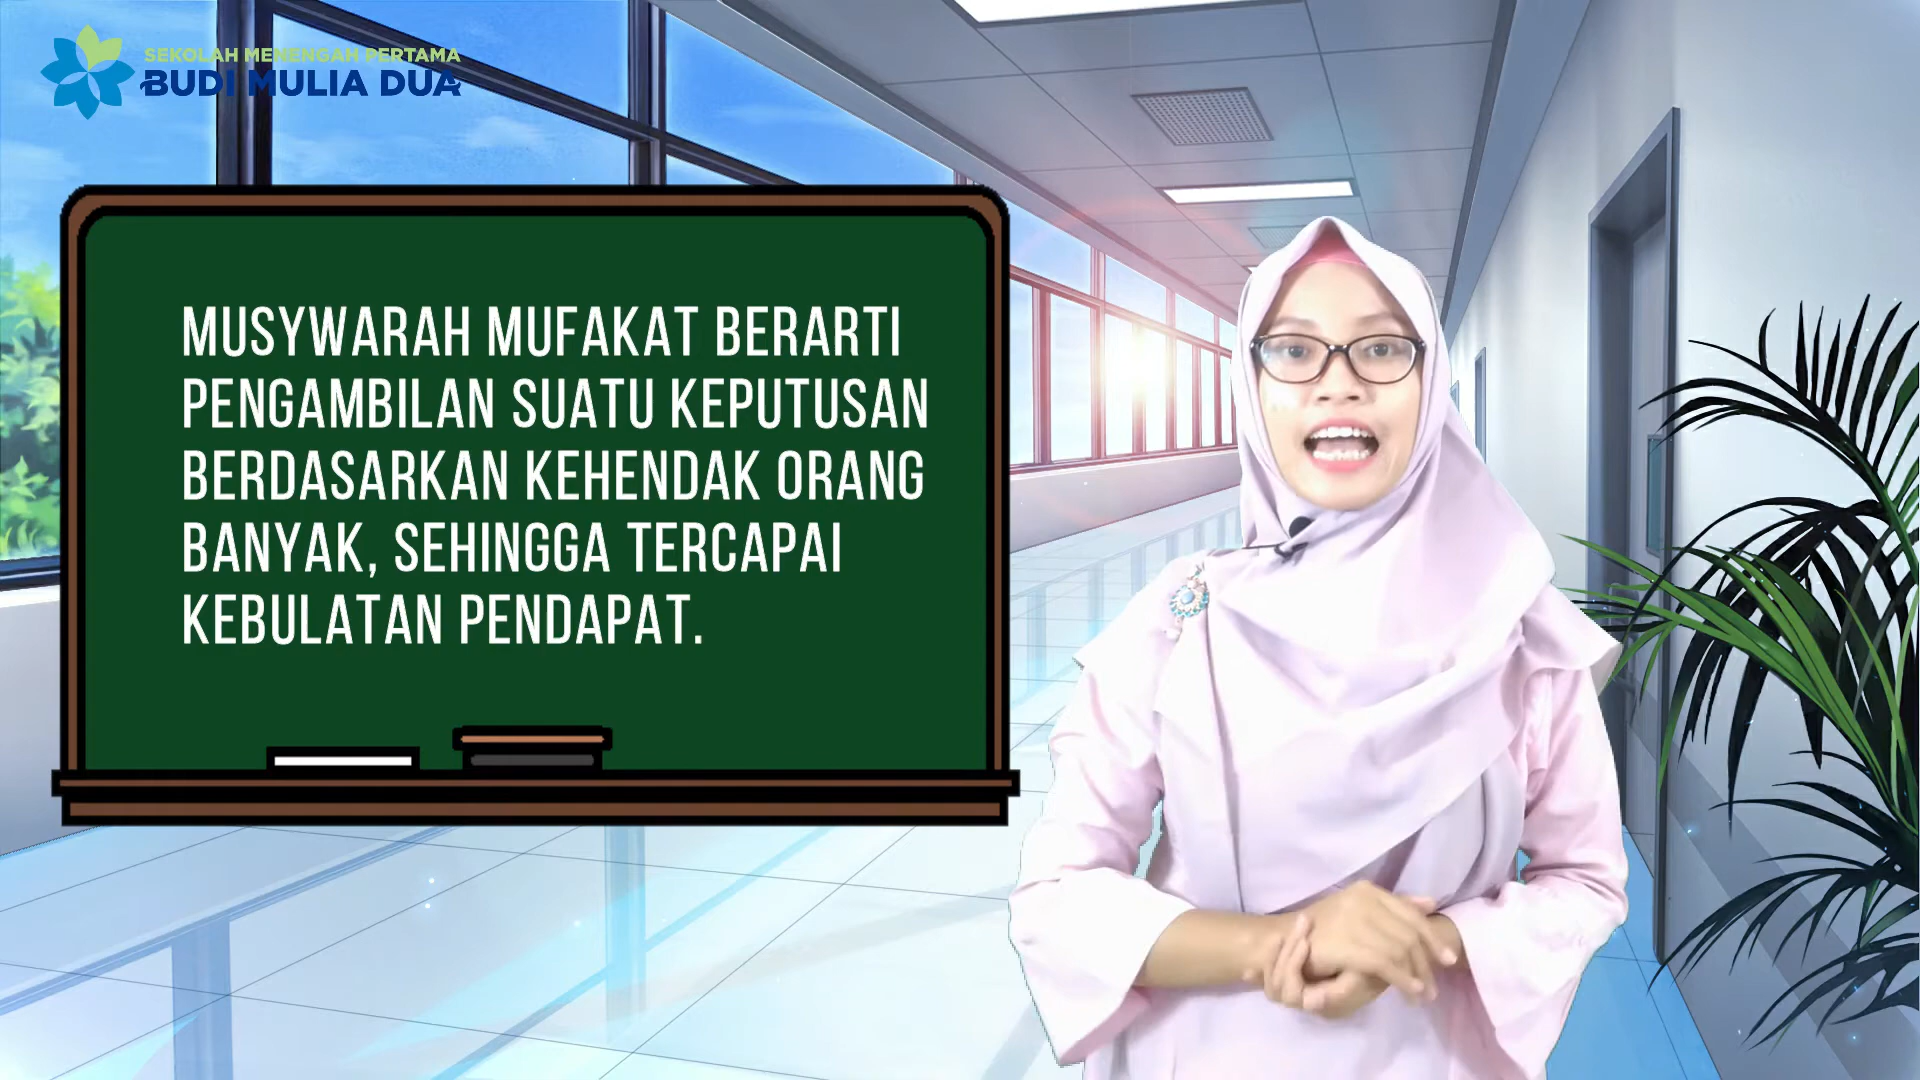 SEKOLAH MENENGAH PERTAMA
BUDI MULIA DUA
MUSYWARAH MUFAKAT BERARTI
PENGAMBILAN SUATU KEPUTUSAN
BERDASARKAN KEHENDAK ORANG
BANYAK, SEHINGGA TERCAPAI
KEBULATAN PENDAPAT.